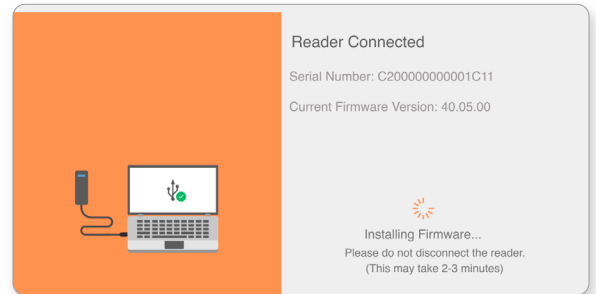 Reader Connected
Serial Number: C200000000001C11
Current Firmware Version: 40.05.00
Installing Firmware...
Please do not disconnect the reader.
(This may take 2-3 minutes)